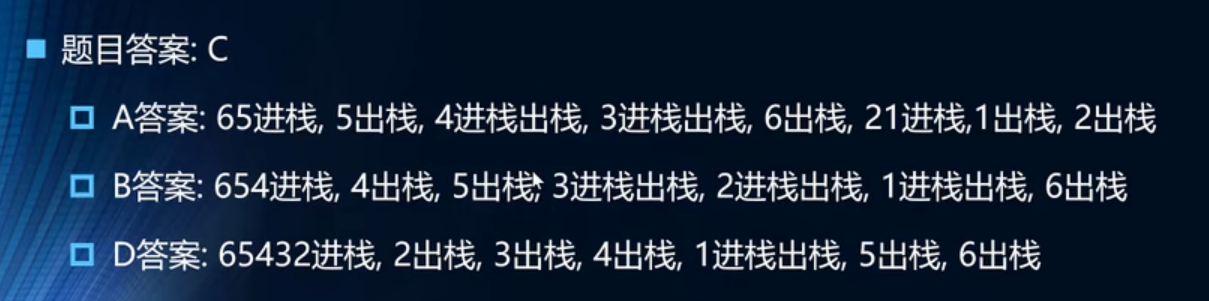 题目答案: C
A答案: 65进栈, 5出栈, 4进栈出栈, 3进栈出栈, 6出栈, 21进栈,1出栈, 2出栈
B答案: 654进栈, 4出栈, 5出栈, 3进栈出栈, 2进栈出栈, 1进栈出栈, 6出栈
D答案: 65432进栈, 2出栈, 3出栈, 4出栈, 1进栈出栈, 5出栈, 6出栈